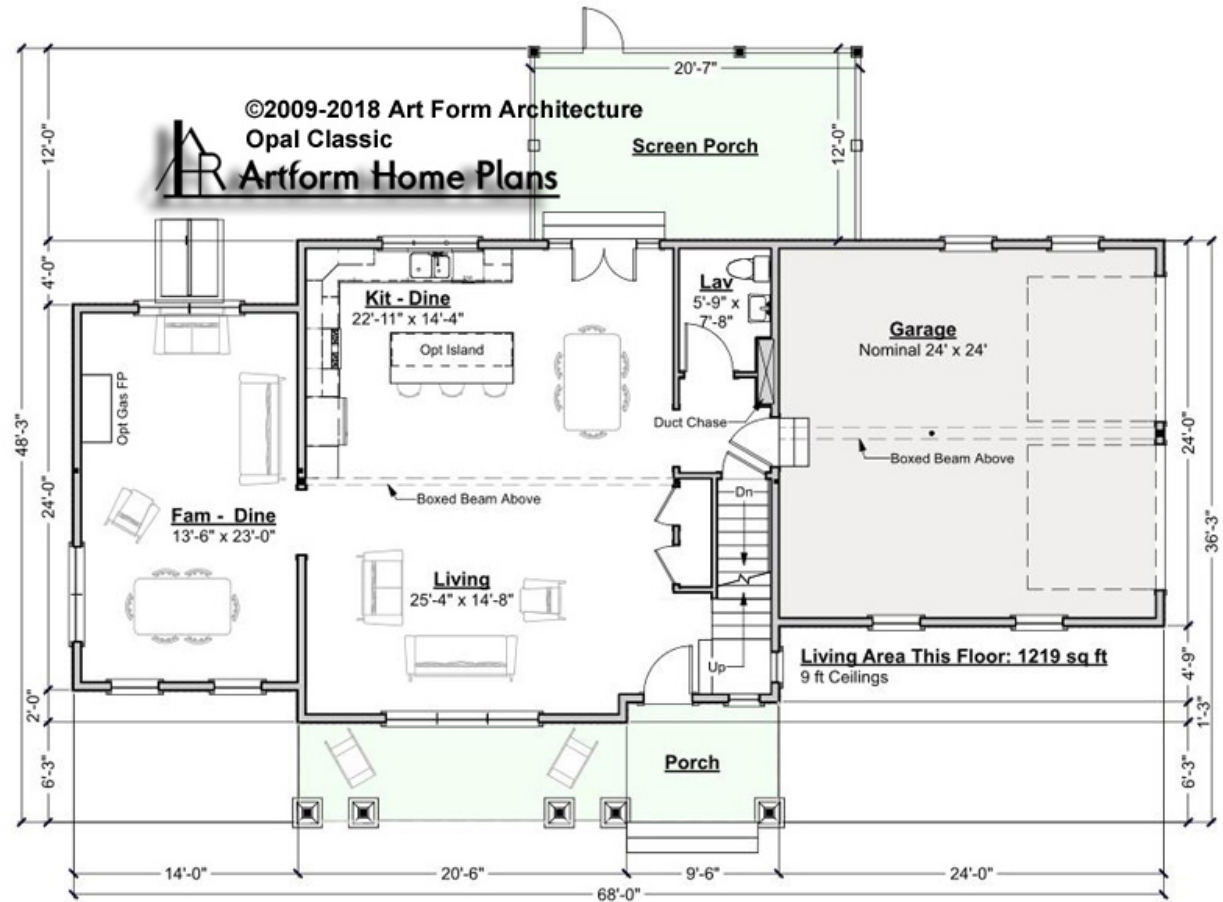 20'-7"
©2009-2018 Art Form Architecture
Opal Classic
AR Artform Home Plans
12'-0"
Screen Porch
12'-0"
4'-0"
Kit - Dine
22'-11" x 14'-4"
Lav
5'-9" x
7'-8"
Garage
Nominal 24' x 24'
Opt Island
Opt Gas FP
Duct Chase
48'-3"
24'-0"
24'-0"
36'-3"
Boxed Beam Above
Boxed Beam Above
Dn
Fam - Dine
13'-6" x 23'-0"
Living
25'-4" x 14'-8"
Up
Living Area This Floor: 1219 sq ft
9 ft Ceilings
4'-9"
2'-0"
1'-3"
6'-3"
Porch
6'-3"
14'-0"
20'-6"
9'-6"
24'-0"
68'-0"